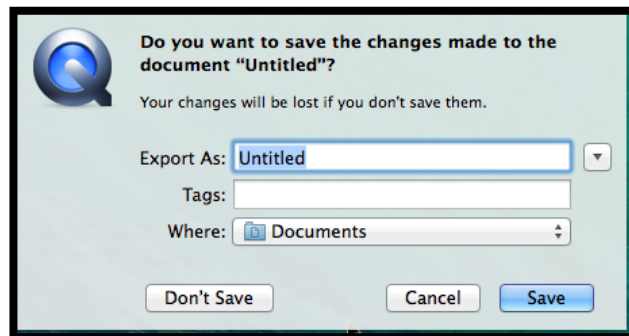 Do you want to save the changes made to the
document “Untitled”?
Your changes will be lost if you don't save them.
Export As: Untitled
Tags:
Where: Documents
Don't Save Cancel Save